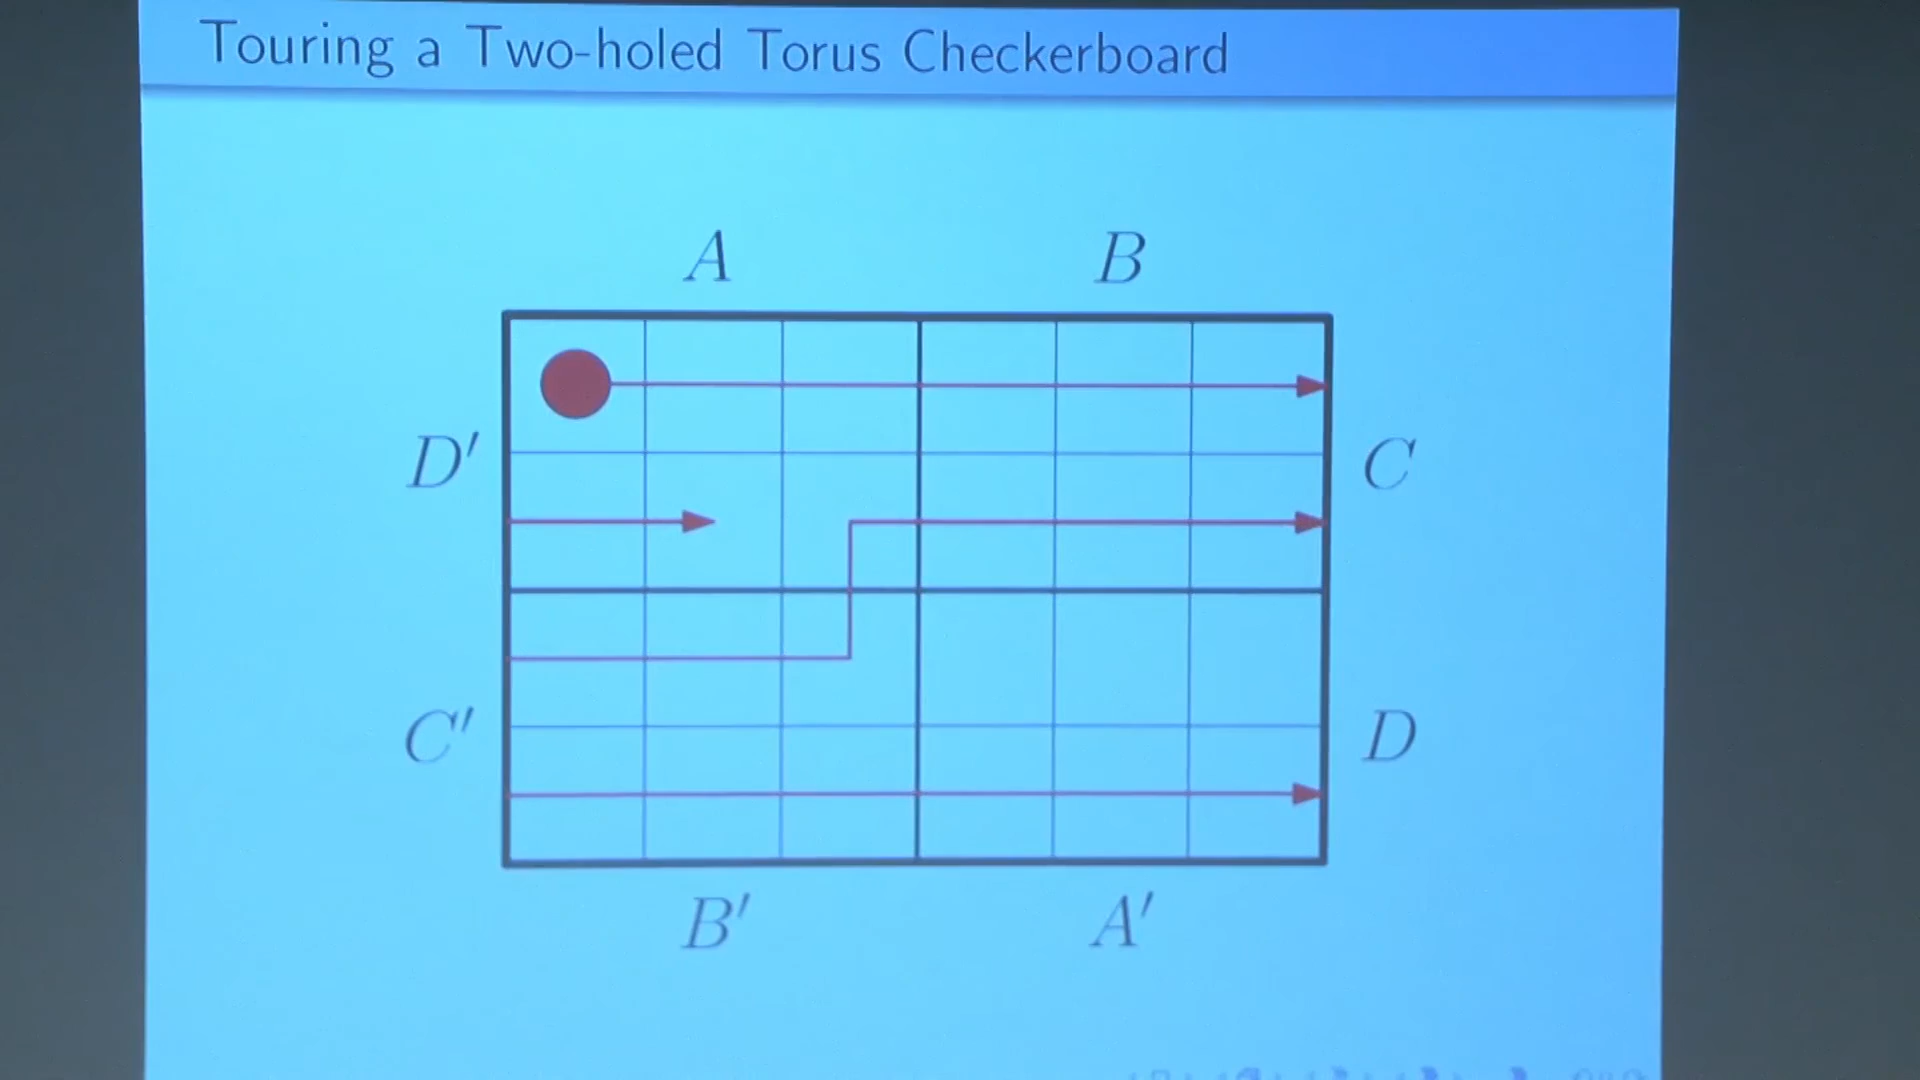 Touring a Two-holed Torus Checkerboard
A B
D′ C
C′ D
B′ A′